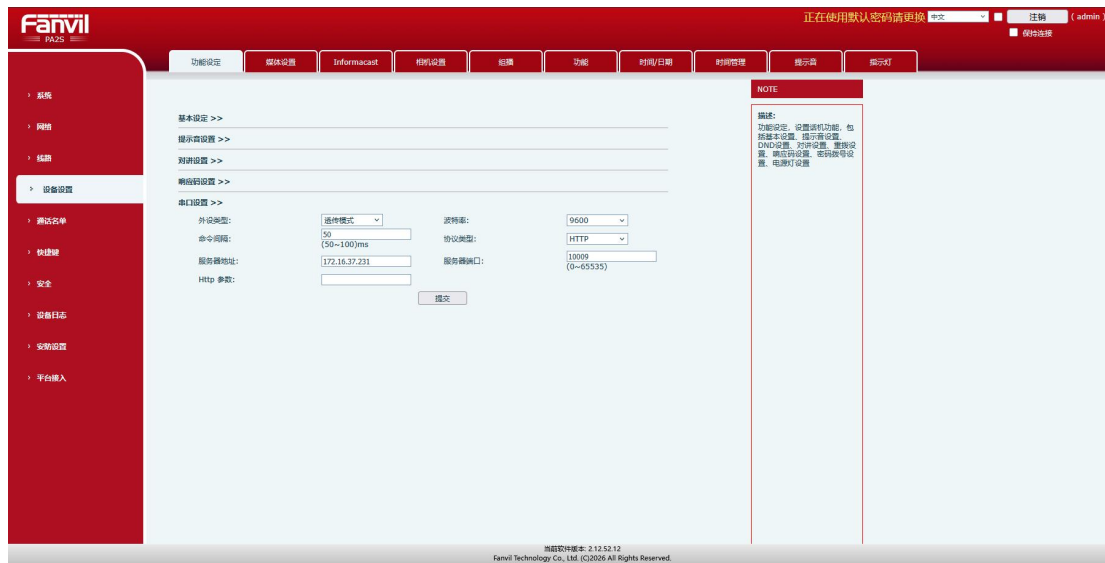 Fanvil
PA2S
正在使用默认密码请更换 中文 注销 ( admin )
保持连接
功能设定 媒体设置 Informacast 相机设置 组播 功能 时间/日期 时间管理 提示音 指示灯
系统
网络
线路
设备设置
通话名单
快捷键
安全
设备日志
安防设置
平台接入
基本设定 >>
提示音设置 >>
对讲设置 >>
响应码设置 >>
串口设置 >>
外设类型: 透传模式 波特率: 9600
命令间隔: 50 (50~100)ms 协议类型: HTTP
服务器地址: 172.16.37.231 服务器端口: 10009 (0~65535)
Http 参数:
提交
NOTE
描述:
功能设定，设置话机功能，包
括基本设置、提示音设置、
DND设置、对讲设置、重拨设
置、响应码设置、密码拨号设
置、电源灯设置
当前软件版本: 2.12.52.12
Fanvil Technology Co., Ltd. (C)2026 All Rights Reserved.